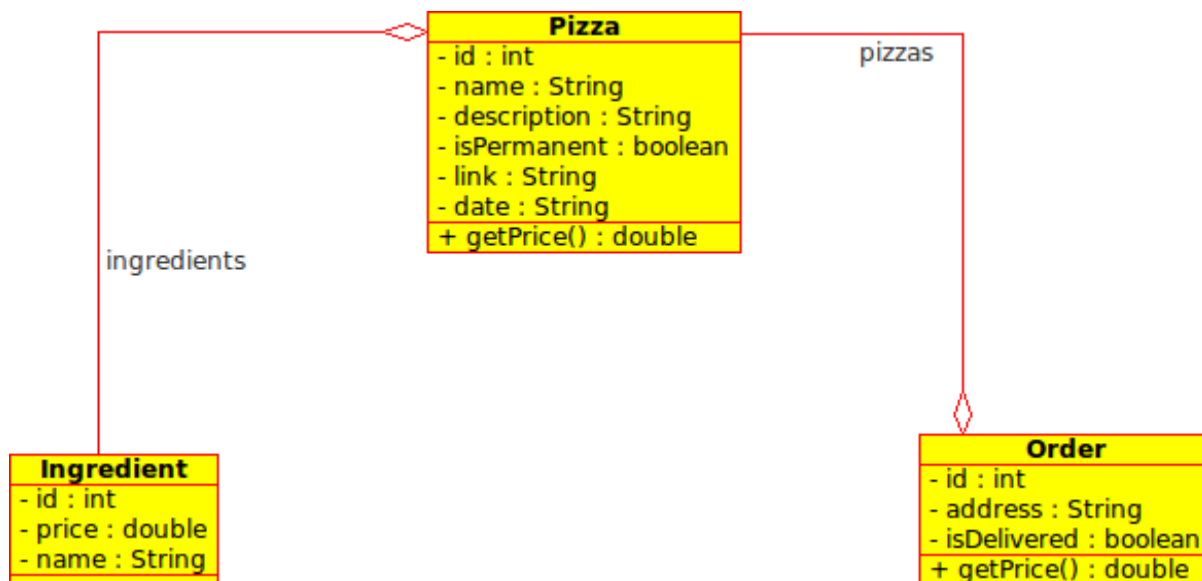 Pizza
- id : int
- name : String
- description : String
- isPermanent : boolean
- link : String
- date : String
+ getPrice() : double
pizzas
ingredients
Ingredient
- id : int
- price : double
- name : String
Order
- id : int
- address : String
- isDelivered : boolean
+ getPrice() : double